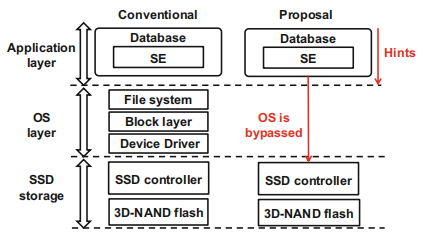 Conventional
Proposal
Application
layer
Database
SE
Database
SE
Hints
OS
layer
File system
Block layer
Device Driver
OS is
bypassed
SSD
storage
SSD controller
3D-NAND flash
SSD controller
3D-NAND flash